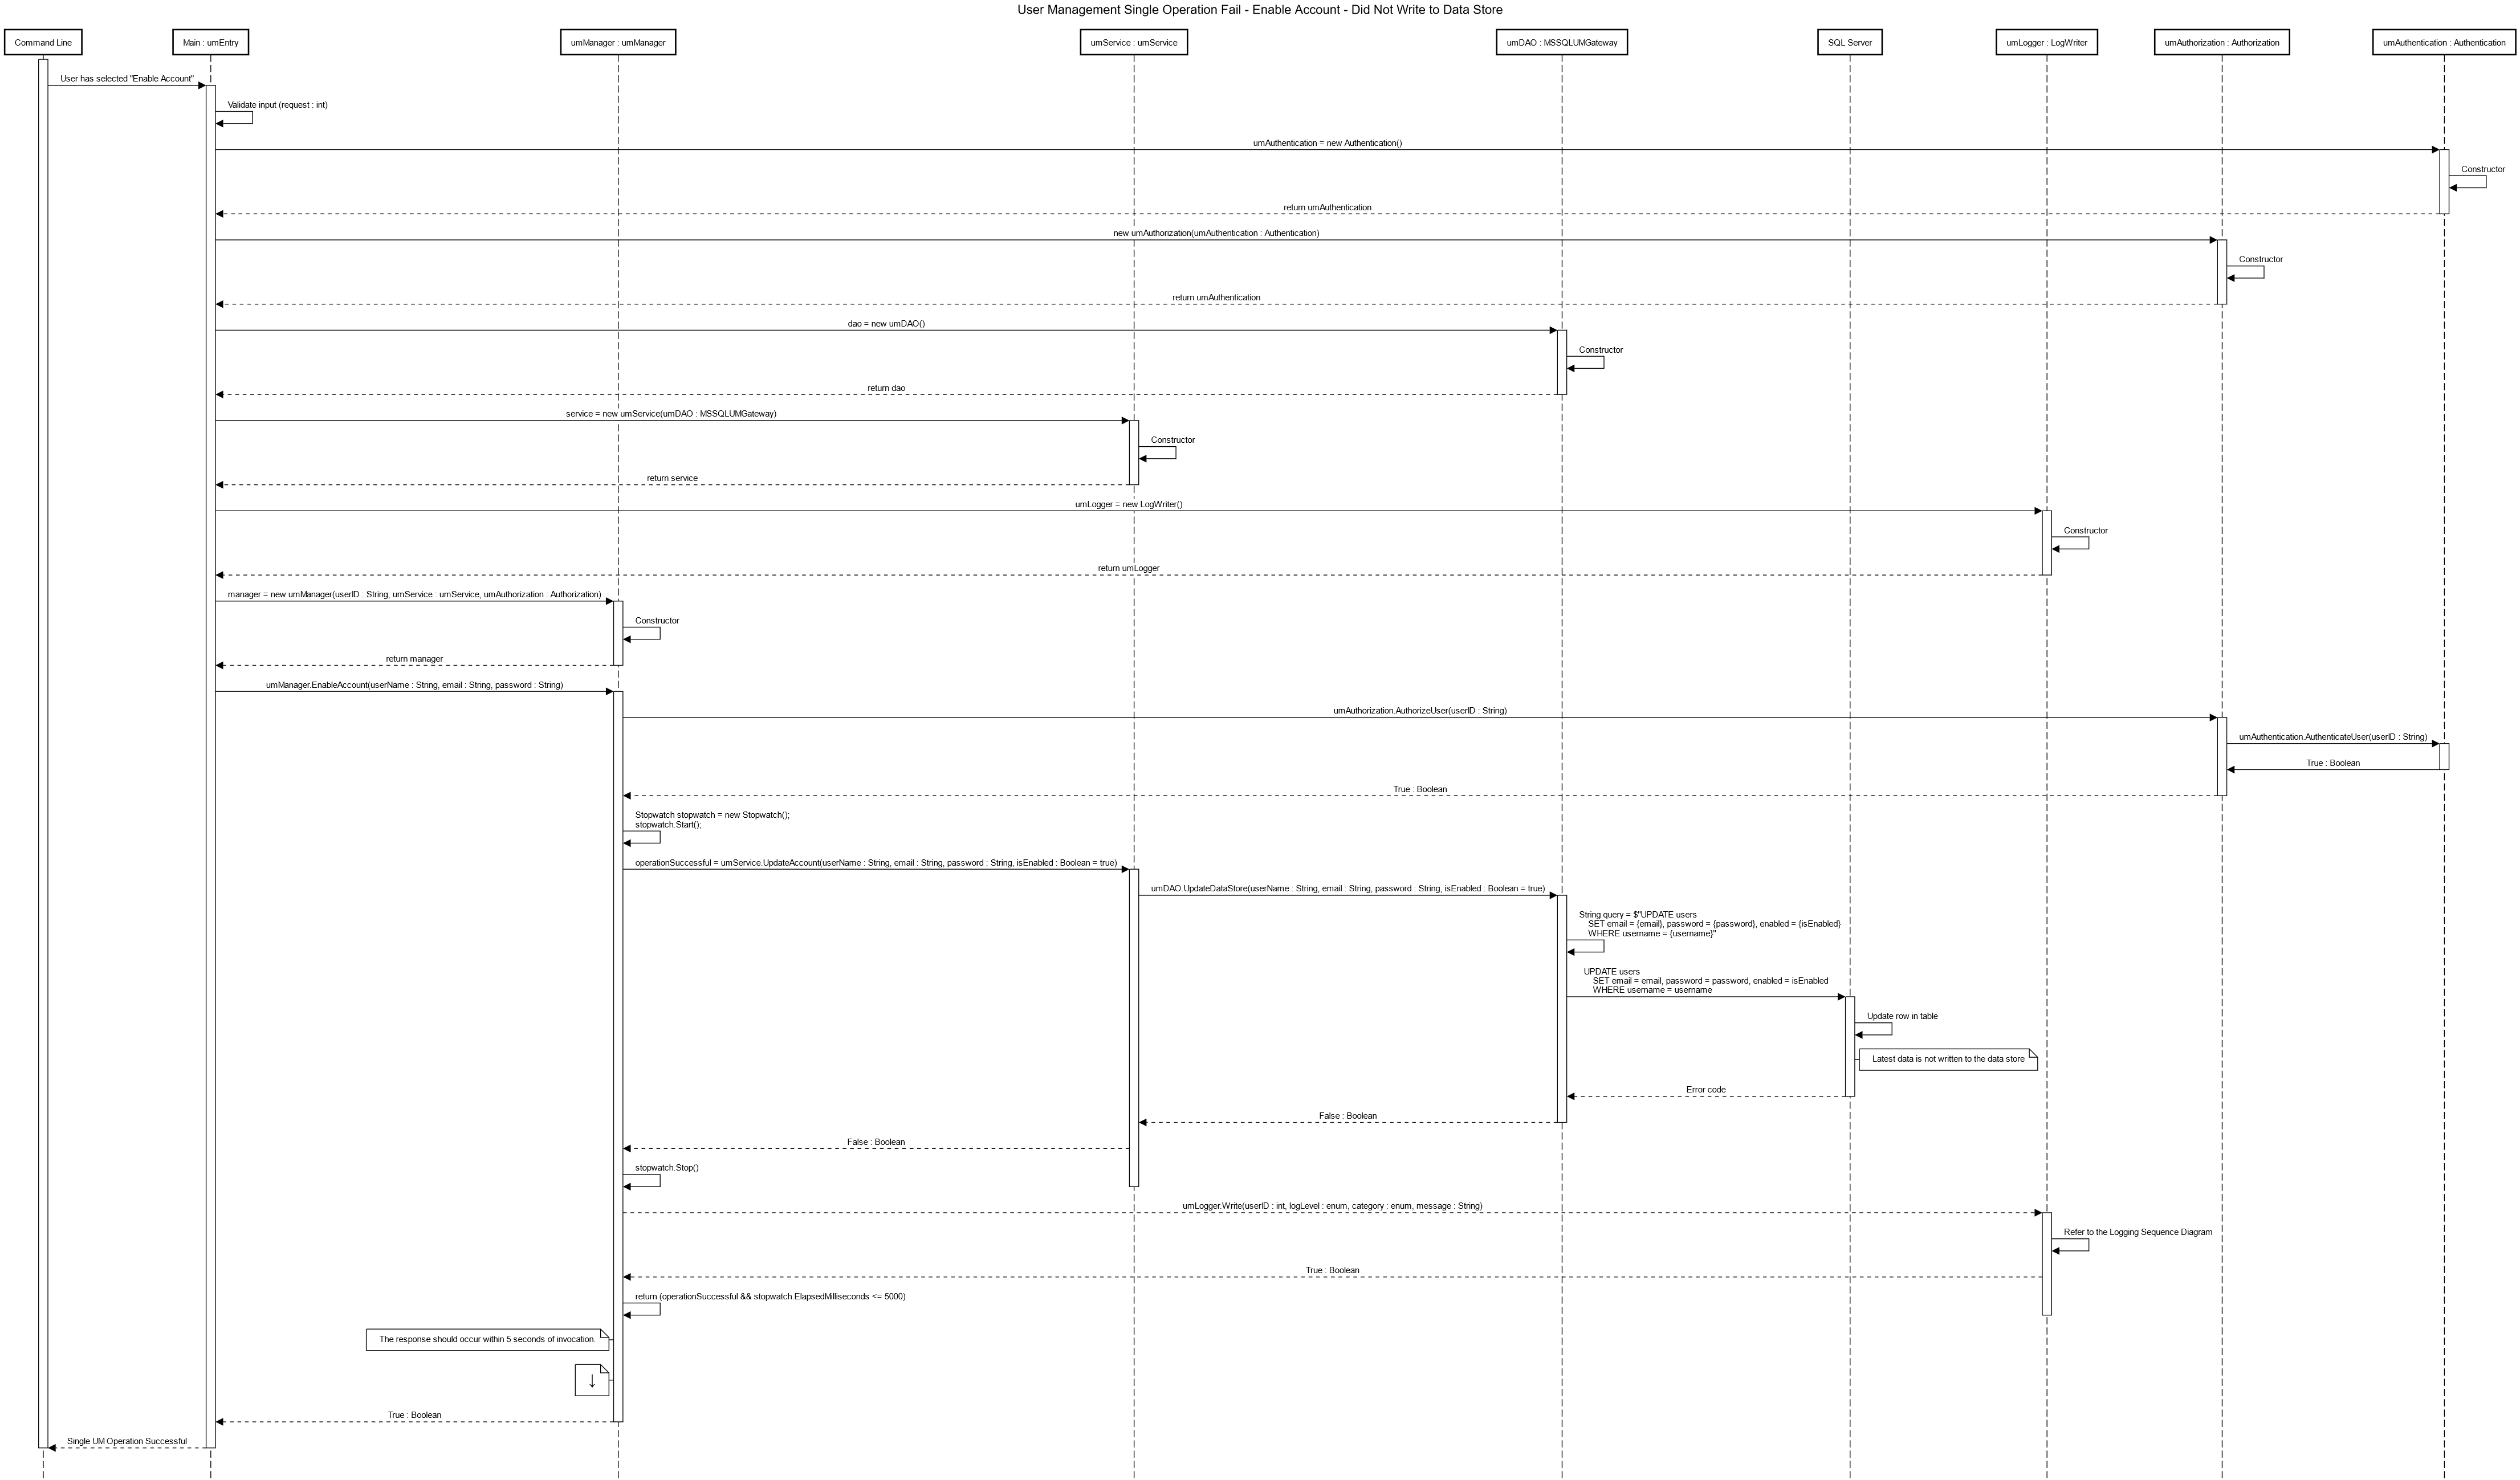 User Management Single Operation Fail - Enable Account - Did Not Write to Data Store
Command Line
Main : umEntry
umManager : umManager
umService : umService
umDAO : MSSQLUMGateway
SQL Server
umLogger : LogWriter
umAuthorization : Authorization
umAuthentication : Authentication
User has selected "Enable Account"
Validate input (request : int)
umAuthentication = new Authentication()
Constructor
return umAuthentication
new umAuthorization(umAuthentication : Authentication)
Constructor
return umAuthentication
dao = new umDAO()
Constructor
return dao
service = new umService(umDAO : MSSQLUMGateway)
Constructor
return service
umLogger = new LogWriter()
Constructor
return umLogger
manager = new umManager(userID : String, umService : umService, umAuthorization : Authorization)
Constructor
return manager
umManager.EnableAccount(userName : String, email : String, password : String)
umAuthorization.AuthorizeUser(userID : String)
umAuthentication.AuthenticateUser(userID : String)
True : Boolean
True : Boolean
Stopwatch stopwatch = new Stopwatch();
stopwatch.Start();
operationSuccessful = umService.UpdateAccount(userName : String, email : String, password : String, isEnabled : Boolean = true)
umDAO.UpdateDataStore(userName : String, email : String, password : String, isEnabled : Boolean = true)
String query = $"UPDATE users
SET email = {email}, password = {password}, enabled = {isEnabled}
WHERE username = {username}"
UPDATE users
SET email = email, password = password, enabled = isEnabled
WHERE username = username
Update row in table
Latest data is not written to the data store
Error code
False : Boolean
False : Boolean
stopwatch.Stop()
umLogger.Write(userID : int, logLevel : enum, category : enum, message : String)
Refer to the Logging Sequence Diagram
True : Boolean
return (operationSuccessful && stopwatch.ElapsedMilliseconds <= 5000)
The response should occur within 5 seconds of invocation.
↓
True : Boolean
Single UM Operation Successful